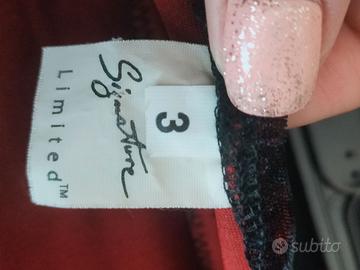 Signature
Limited™
3
subito